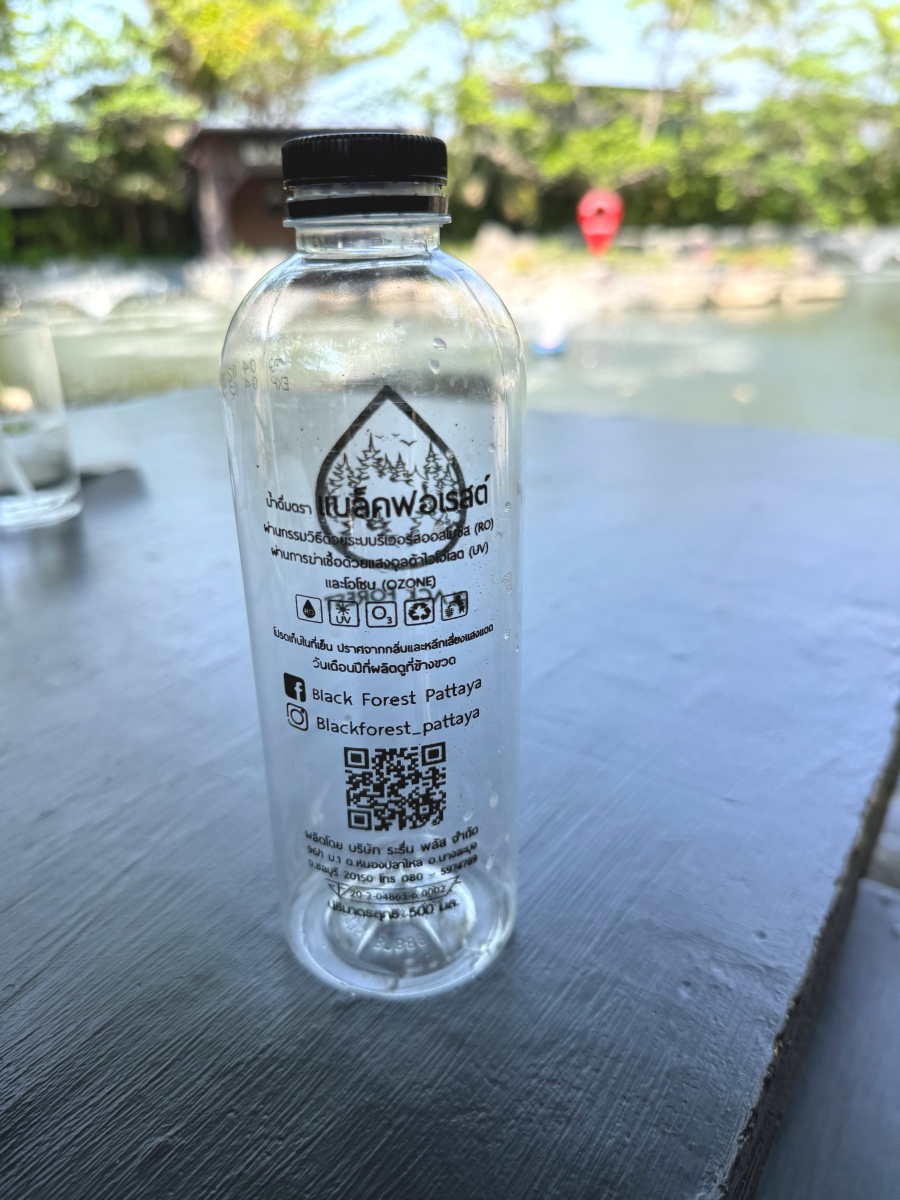 น้ำดื่มตรา แบล็คฟอเรสต์
ผ่านกรรมวิธีด้วยระบบรีเวอร์สออสโมซิส (RO)
ผ่านการฆ่าเชื้อด้วยแสงอุลตัาไวโอเลต (UV)
และโอโซน (OZONE)
UV O3
โปรดเก็บในที่เย็น ปราศจากกลิ่นและหลีกเลี่ยงแสงแดด
วันเดือนปีที่ผลิตดูที่ข้างขวด
Black Forest Pattaya
Blackforest_pattaya
ผลิตโดย บริษัท ระรื่น พลัส จำกัด
96/1 ม.1 ต.หนองปลาไหล อ.บางละมุง
จ.ชลบุรี 20150 โทร 080 - 5974789
20-2-04863-6-0002
ปริมาตรสุทธิ 500 มล.
EXP